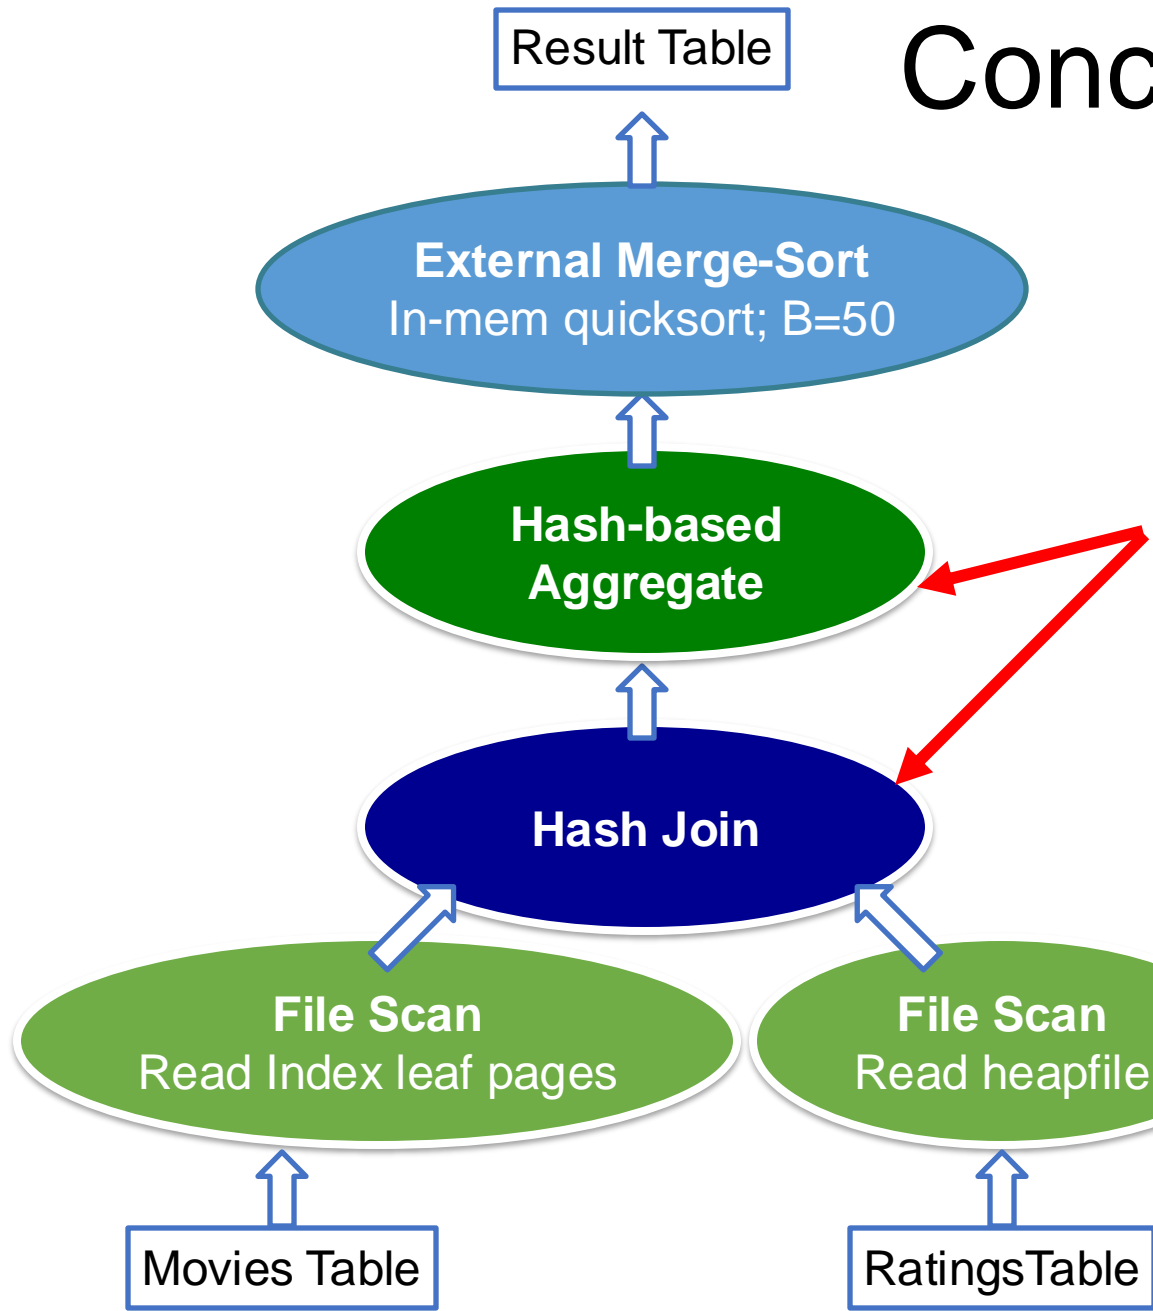 Result Table
Conc
External Merge-Sort
In-mem quicksort; B=50
Hash-based
Aggregate
Hash Join
File Scan
Read Index leaf pages
File Scan
Read heapfile
Movies Table
RatingsTable